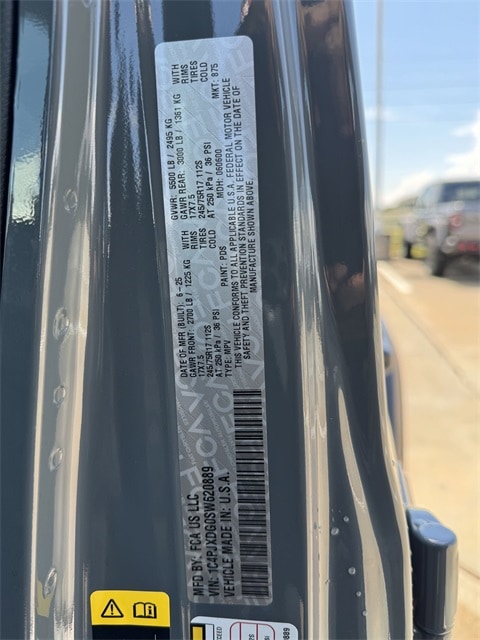 MFD BY: FCA US LLC
VIN: 1C4PJXDG0SW620889
VEHICLE MADE IN: U.S.A.
DATE OF MFR (BUILT): 6-25 GVWR: 5500 LB / 2495 KG
GAWR FRONT: 2700 LB / 1225 KG WITH GAWR REAR: 3000 LB / 1361 KG WITH
17X7.5 RIMS 17X7.5 RIMS
245/75R17 112S TIRES 245/75R17 112S TIRES
AT 250 kPa / 36 PSI COLD AT 250 kPa / 36 PSI COLD
TYPE: MPV PAINT: PDS MDH: 060600 MKT: 875
THIS VEHICLE CONFORMS TO ALL APPLICABLE U.S.A. FEDERAL MOTOR VEHICLE
SAFETY AND THEFT PREVENTION STANDARDS IN EFFECT ON THE DATE OF
MANUFACTURE SHOWN ABOVE.